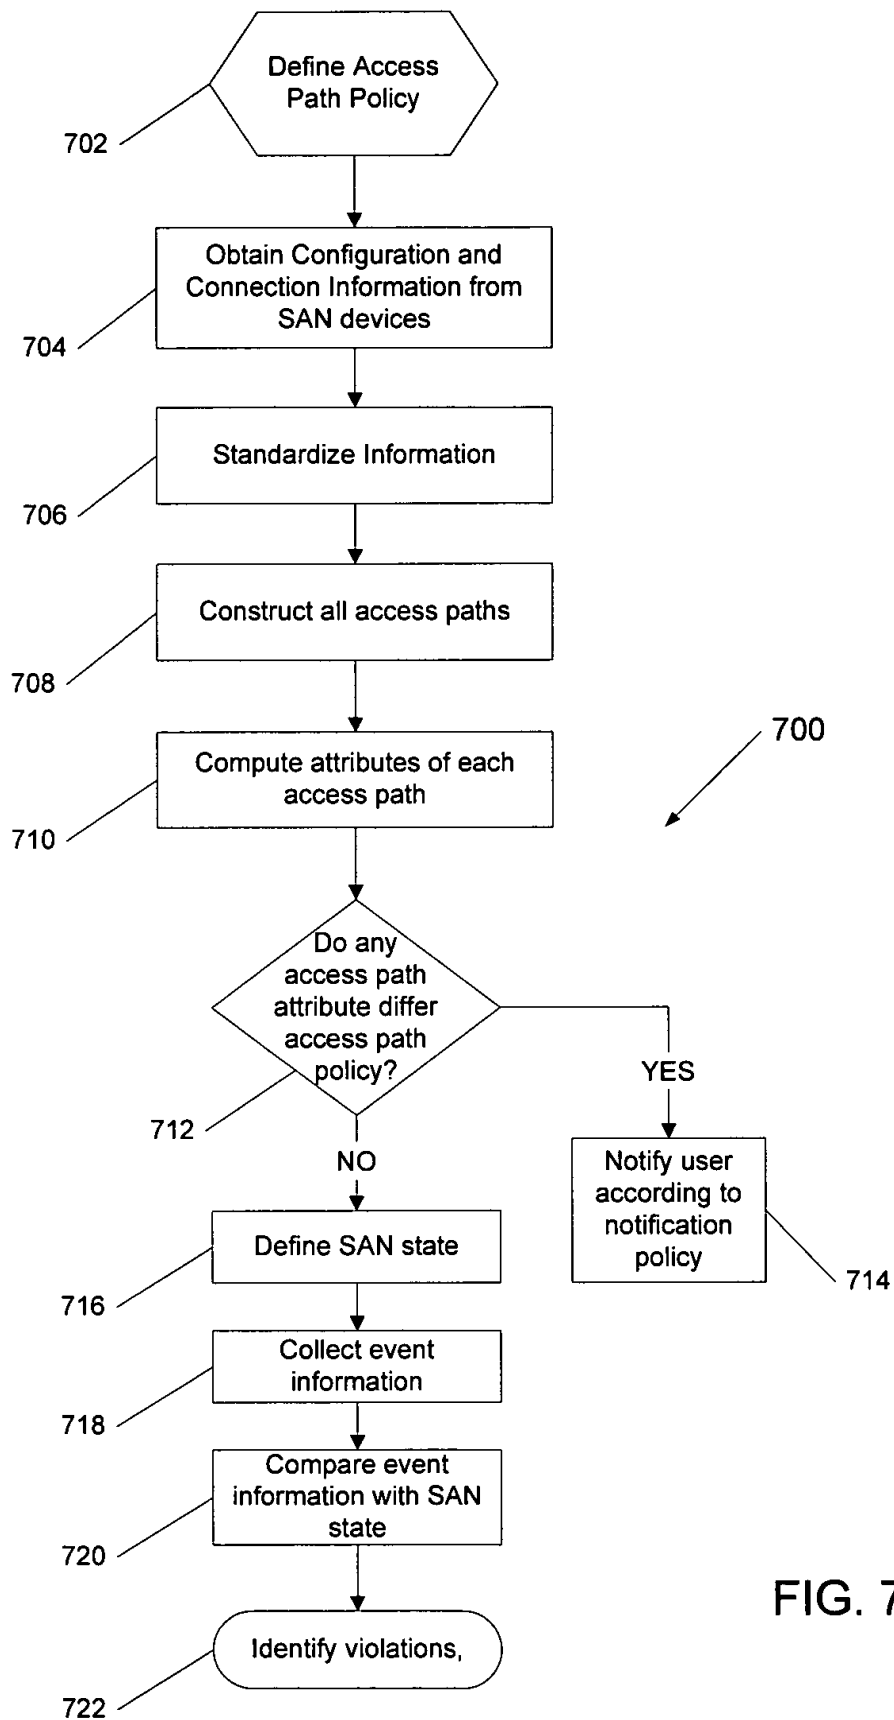 Define Access
Path Policy
702
Obtain Configuration and
Connection Information from
SAN devices
704
Standardize Information
706
Construct all access paths
708
700
Compute attributes of each
access path
710
Do any
access path
attribute differ
access path
policy?
YES
712
NO
Notify user
according to
notification
policy
Define SAN state
714
716
Collect event
information
718
Compare event
information with SAN
state
720
FIG. 7
Identify violations,
722